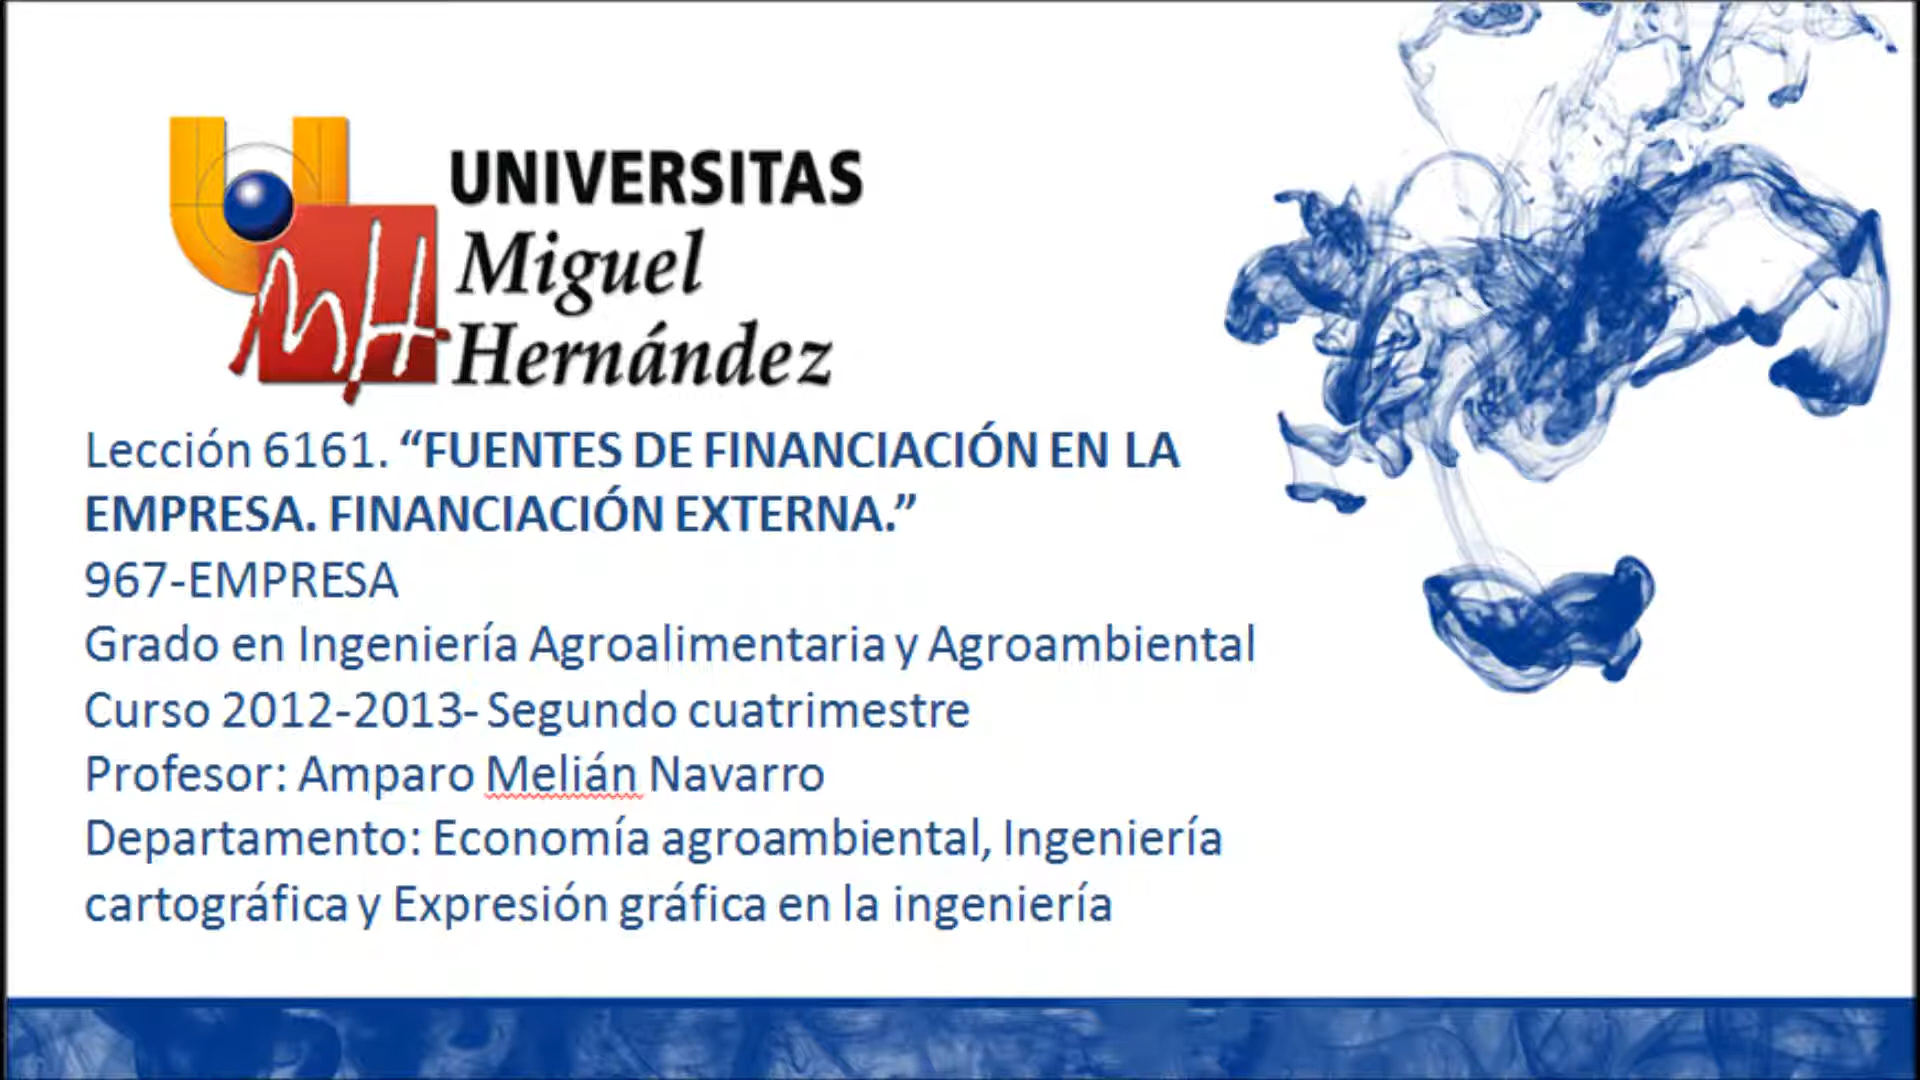 UNIVERSITAS
Miguel
Hernández
Lección 6161. “FUENTES DE FINANCIACIÓN EN LA
EMPRESA. FINANCIACIÓN EXTERNA.”
967-EMPRESA
Grado en Ingeniería Agroalimentaria y Agroambiental
Curso 2012-2013- Segundo cuatrimestre
Profesor: Amparo Melián Navarro
Departamento: Economía agroambiental, Ingeniería
cartográfica y Expresión gráfica en la ingeniería